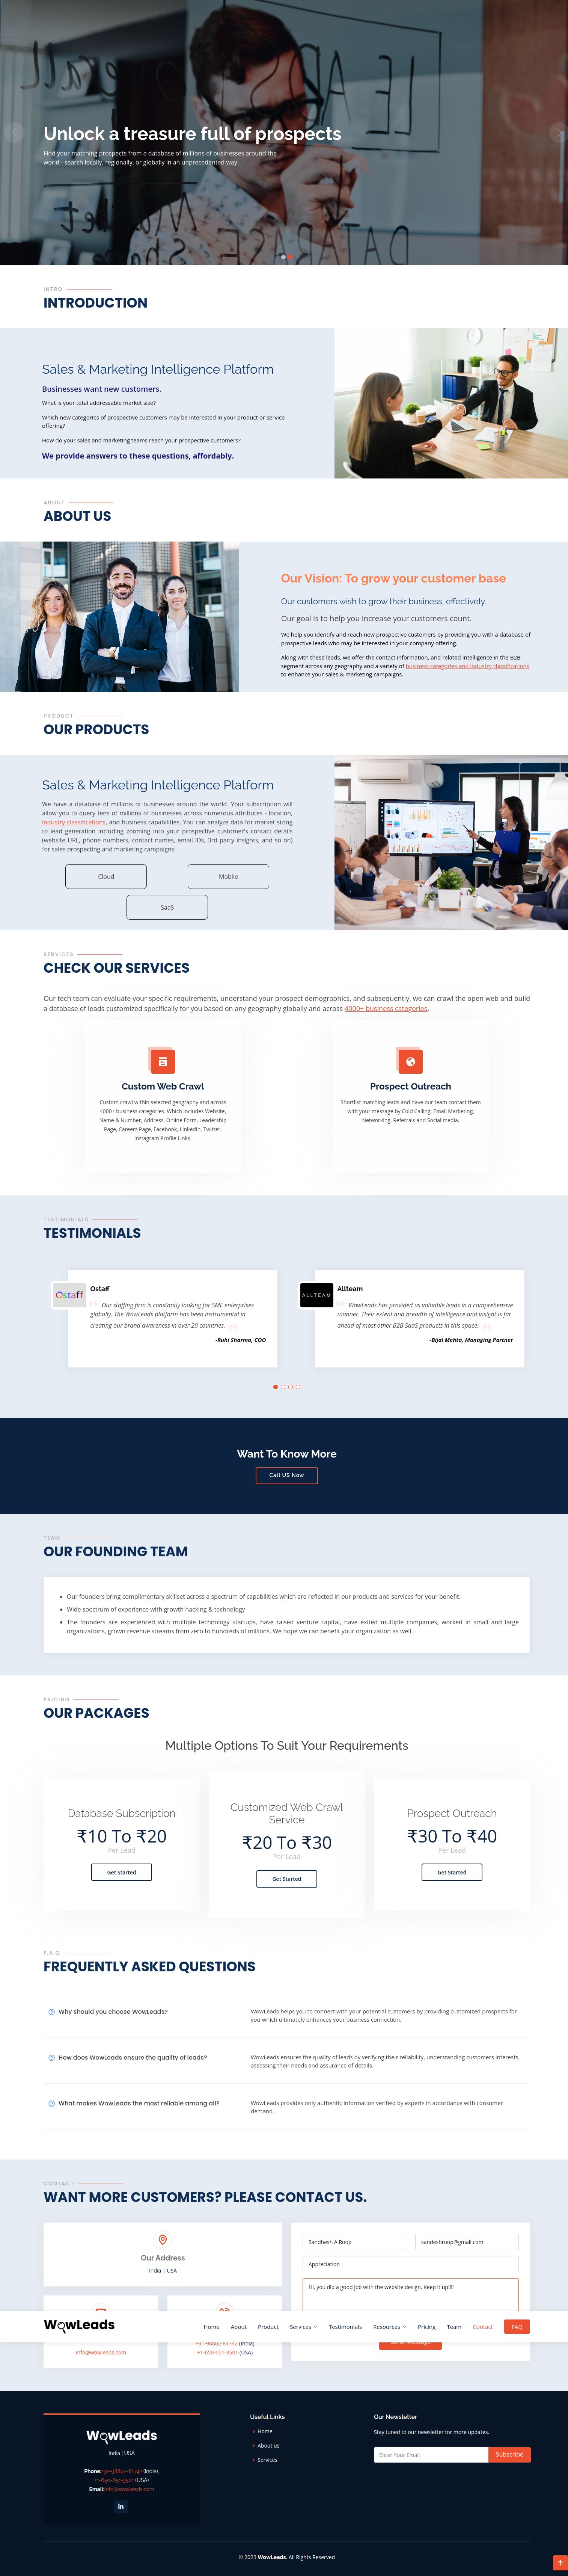 Unlock a treasure full of prospects
Find your matching prospects from a database of millions of businesses around the
world - search locally, regionally, or globally in an unprecedented way.
INTRO
INTRODUCTION
Sales & Marketing Intelligence Platform
Businesses want new customers.
What is your total addressable market size?
Which new categories of prospective customers may be interested in your product or service
offering?
How do your sales and marketing teams reach your prospective customers?
We provide answers to these questions, affordably.
ABOUT
ABOUT US
Our Vision: To grow your customer base
Our customers wish to grow their business, effectively.
Our goal is to help you increase your customers count.
We help you identify and reach new prospective customers by providing you with a database of
prospective leads who may be interested in your company offering.
Along with these leads, we offer the contact information, and related intelligence in the B2B
segment across any geography and a variety of business categories and industry classifications
to enhance your sales & marketing campaigns.
PRODUCT
OUR PRODUCTS
Sales & Marketing Intelligence Platform
We have a database of millions of businesses around the world. Your subscription will
allow you to query tens of millions of businesses across numerous attributes - location,
industry classifications, and business capabilities, You can analyze data for market sizing
to lead generation including zooming into your prospective customer's contact details
(website URL, phone numbers, contact names, email IDs, 3rd party insights, and so on)
for sales prospecting and marketing campaigns.
Cloud
Mobile
SaaS
SERVICES
CHECK OUR SERVICES
Our tech team can evaluate your specific requirements, understand your prospect demographics, and subsequently, we can crawl the open web and build
a database of leads customized specifically for you based on any geography globally and across 4000+ business categories.
Custom Web Crawl
Custom crawl within selected geography and across
4000+ business categories. Which includes Website,
Name & Number, Address, Online Form, Leadership
Page, Careers Page, Facebook, LinkedIn, Twitter,
Instagram Profile Links.
Prospect Outreach
Shortlist matching leads and have our team contact them
with your message by Cold Calling, Email Marketing,
Networking, Referrals and Social media.
TESTIMONIALS
TESTIMONIALS
Ostaff
Ostaff
Our staffing firm is constantly looking for SME enterprises
globally. The WowLeads platform has been instrumental in
creating our brand awareness in over 20 countries.
-Ruhi Sharma, COO
ALLTEAM
Allteam
WowLeads has provided us valuable leads in a comprehensive
manner. Their extent and breadth of intelligence and insight is far
ahead of most other B2B SaaS products in this space.
-Bijal Mehta, Managing Partner
Want To Know More
Call US Now
TEAM
OUR FOUNDING TEAM
Our founders bring complimentary skillset across a spectrum of capabilities which are reflected in our products and services for your benefit.
Wide spectrum of experience with growth hacking & technology
The founders are experienced with multiple technology startups, have raised venture capital, have exited multiple companies, worked in small and large
organizations, grown revenue streams from zero to hundreds of millions. We hope we can benefit your organization as well.
PRICING
OUR PACKAGES
Multiple Options To Suit Your Requirements
Database Subscription
₹10 To ₹20
Per Lead
Get Started
Customized Web Crawl
Service
₹20 To ₹30
Per Lead
Get Started
Prospect Outreach
₹30 To ₹40
Per Lead
Get Started
F.A.Q
FREQUENTLY ASKED QUESTIONS
Why should you choose WowLeads?
WowLeads helps you to connect with your potential customers by providing customized prospects for
you which ultimately enhances your business connection.
How does WowLeads ensure the quality of leads?
WowLeads ensures the quality of leads by verifying their reliability, understanding customers interests,
assessing their needs and assurance of details.
What makes WowLeads the most reliable among all?
WowLeads provides only authentic information verified by experts in accordance with consumer
demand.
CONTACT
WANT MORE CUSTOMERS? PLEASE CONTACT US.
Our Address
India | USA
Sandhesh A Roop
sandeshroop@gmail.com
Appreciation
Hi, you did a good job with the website design. Keep it up!!!!
WowLeads
Home
About
Product
Services
Testimonials
Resources
Pricing
Team
Contact
FAQ
info@wowleads.com
+91-98802-81742 (India)
+1-650-651-3501 (USA)
WowLeads
India | USA
Phone:+91-98802-81742 (India),
+1-650-651-3501 (USA)
Email:info@wowleads.com
Useful Links
Home
About us
Services
Our Newsletter
Stay tuned to our newsletter for more updates.
Enter Your Email
Subscribe
© 2023 WowLeads. All Rights Reserved